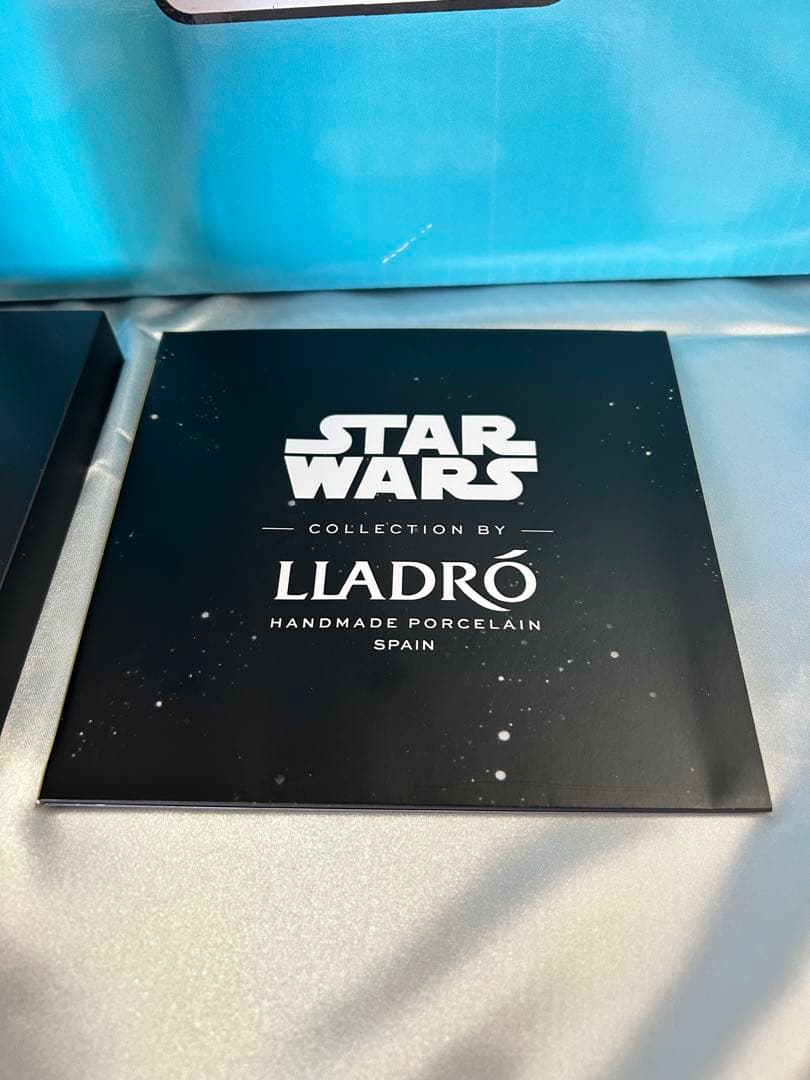 STAR
WARS
COLLECTION BY
LLADRÓ
HANDMADE PORCELAIN
SPAIN